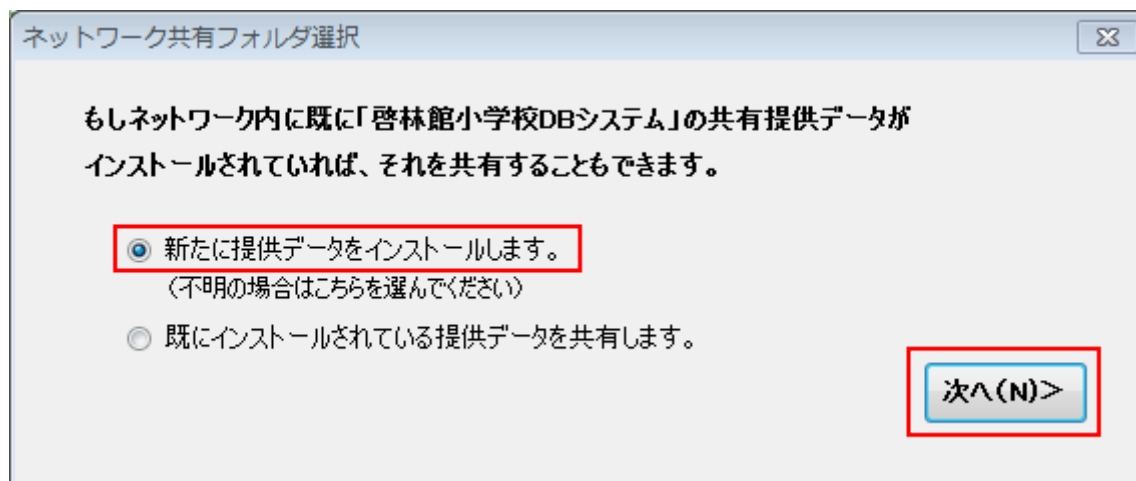 ネットワーク共有フォルダ選択
もしネットワーク内に既に「啓林館小学校DBシステム」の共有提供データが
インストールされていれば、それを共有することもできます。
新たに提供データをインストールします。
（不明の場合はこちらを選んでください）
既にインストールされている提供データを共有します。
次へ(N)＞